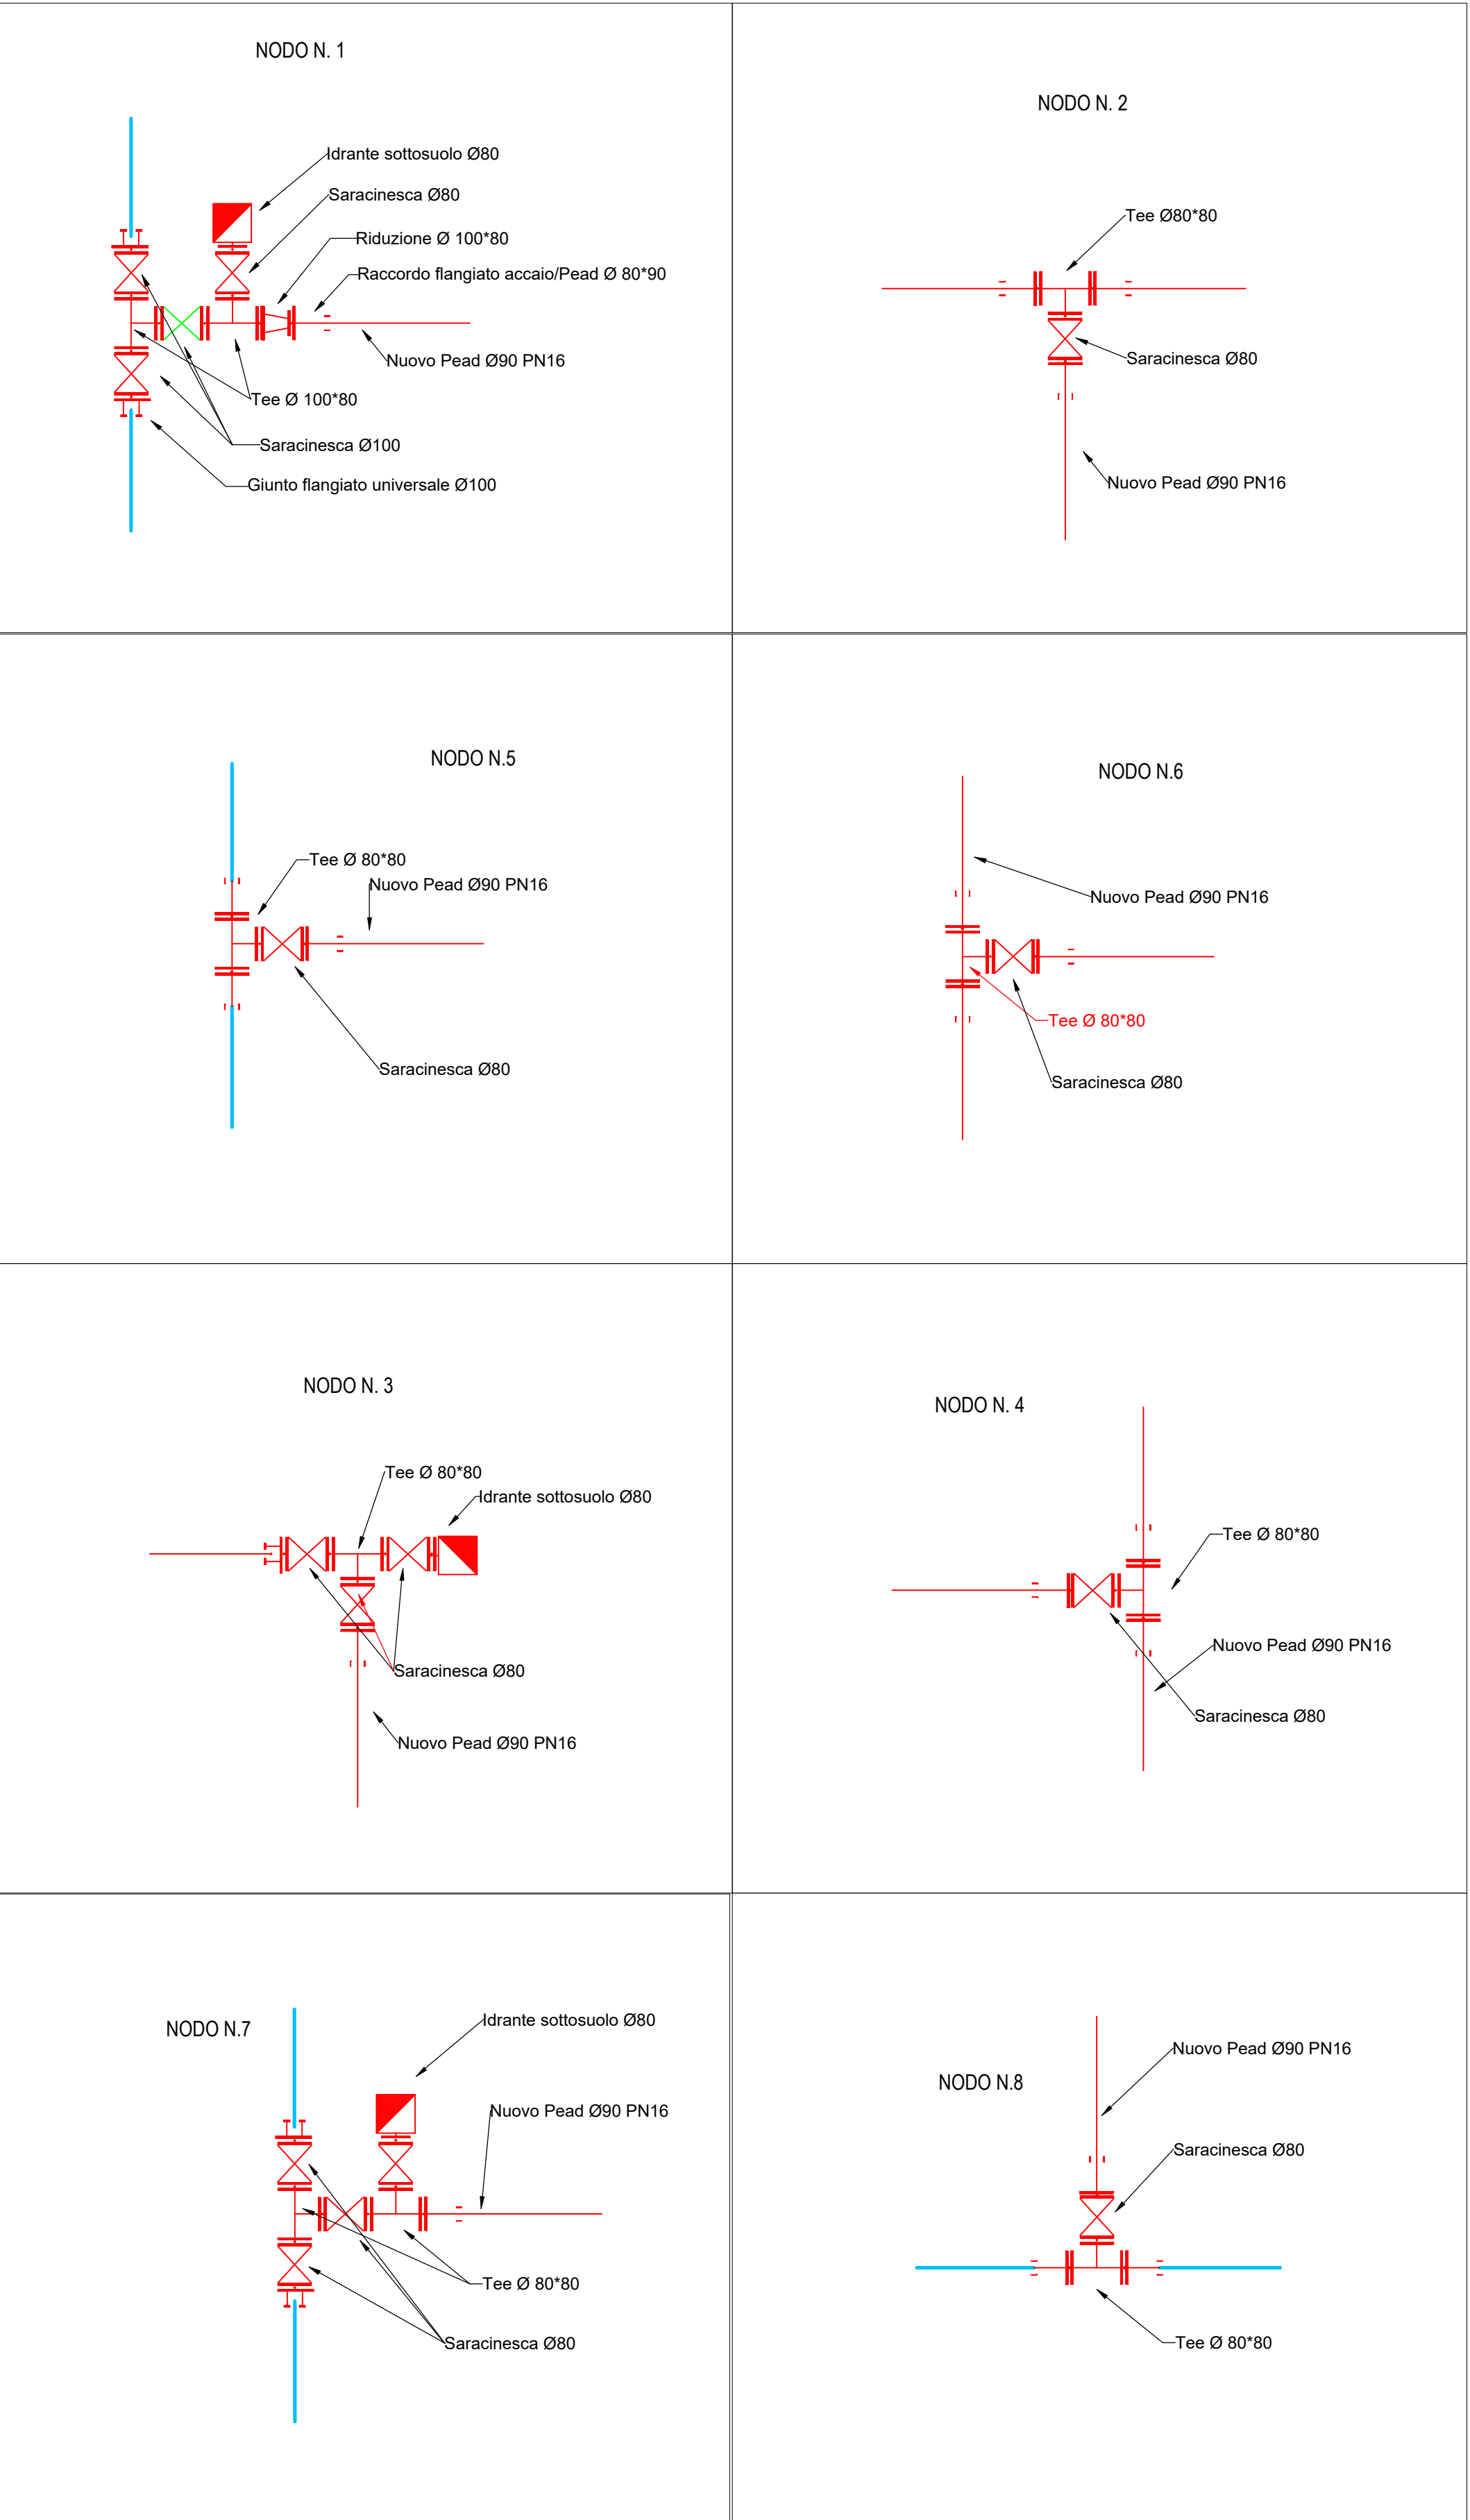 NODO N. 1
Idrante sottosuolo Ø80
Saracinesca Ø80
Riduzione Ø 100*80
Raccordo flangiato accaio/Pead Ø 80*90
Nuovo Pead Ø90 PN16
Tee Ø 100*80
Saracinesca Ø100
Giunto flangiato universale Ø100
NODO N. 2
Tee Ø80*80
Saracinesca Ø80
Nuovo Pead Ø90 PN16
NODO N.5
Tee Ø 80*80
Nuovo Pead Ø90 PN16
Saracinesca Ø80
NODO N.6
Nuovo Pead Ø90 PN16
Tee Ø 80*80
Saracinesca Ø80
NODO N. 3
Tee Ø 80*80
Idrante sottosuolo Ø80
Saracinesca Ø80
Nuovo Pead Ø90 PN16
NODO N. 4
Tee Ø 80*80
Nuovo Pead Ø90 PN16
Saracinesca Ø80
NODO N.7
Idrante sottosuolo Ø80
Nuovo Pead Ø90 PN16
Tee Ø 80*80
Saracinesca Ø80
NODO N.8
Nuovo Pead Ø90 PN16
Saracinesca Ø80
Tee Ø 80*80